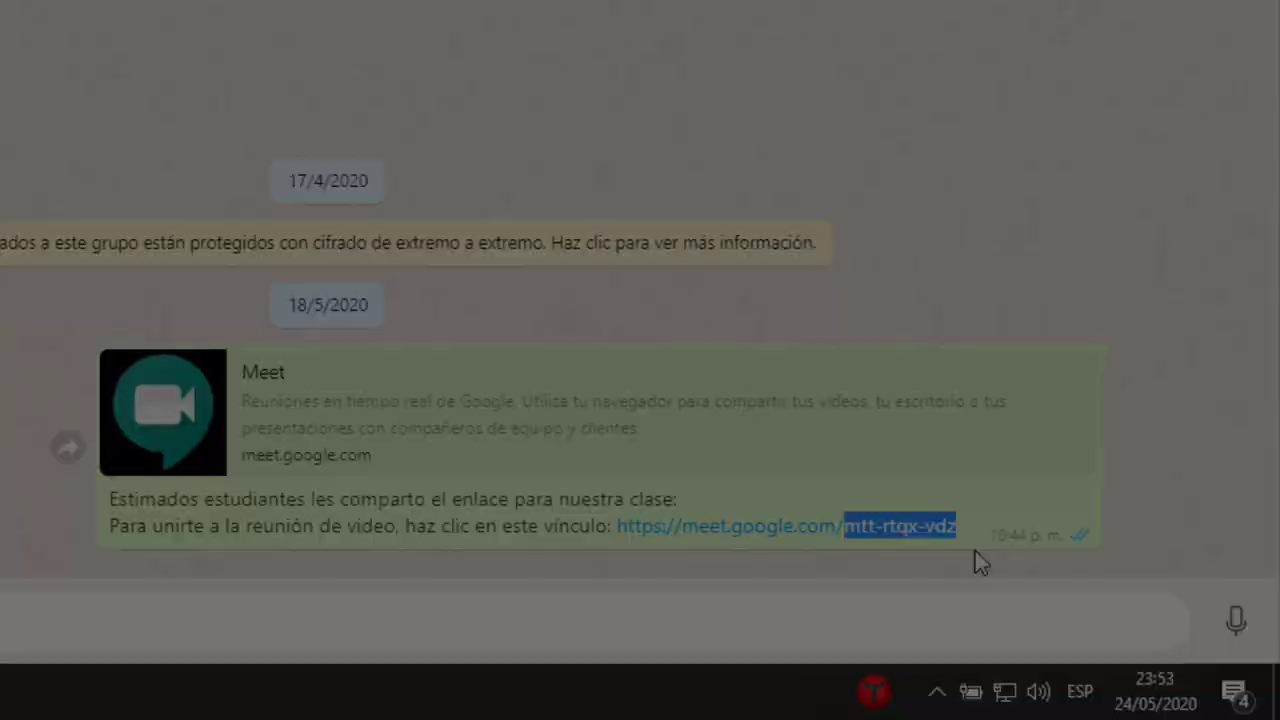 17/4/2020
ados a este grupo están protegidos con cifrado de extremo a extremo. Haz clic para ver más información.
18/5/2020
Meet
Reuniones en tiempo real de Google. Utiliza tu navegador para compartir tus videos, tu escritorio o tus
presentaciones con compañeros de equipo y clientes.
meet.google.com
Estimados estudiantes les comparto el enlace para nuestra clase:
Para unirte a la reunión de video, haz clic en este vínculo: https://meet.google.com/mtt-rtqx-vdz
10:44 p. m.
ESP
23:53
24/05/2020
4